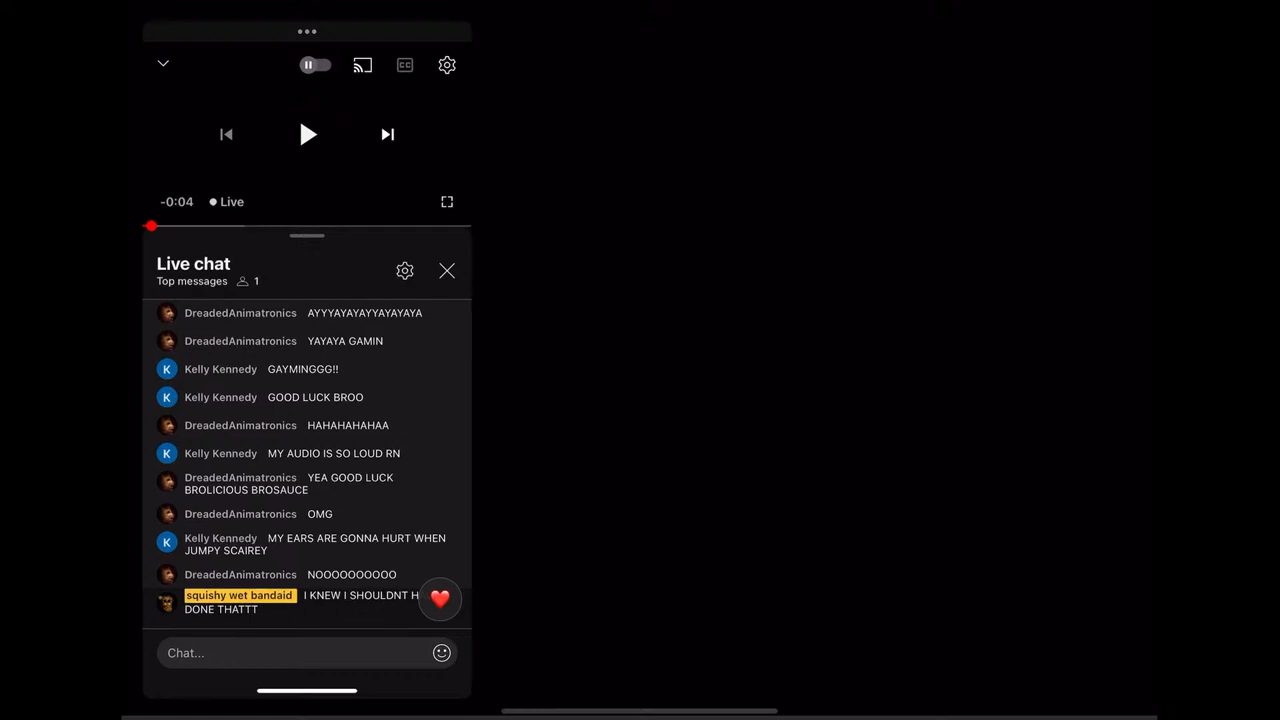 CC
-0:04 Live
Live chat
Top messages 1
DreadedAnimatronics AYYYAYAYAYYAYAYAYA
DreadedAnimatronics YAYAYA GAMIN
K Kelly Kennedy GAYMINGGG!!
K Kelly Kennedy GOOD LUCK BROO
DreadedAnimatronics HAHAHAHAHAA
K Kelly Kennedy MY AUDIO IS SO LOUD RN
DreadedAnimatronics YEA GOOD LUCK
BROLICIOUS BROSAUCE
DreadedAnimatronics OMG
K Kelly Kennedy MY EARS ARE GONNA HURT WHEN
JUMPY SCAIREY
DreadedAnimatronics NOOOOOOOOOO
squishy wet bandaid I KNEW I SHOULDNT H
DONE THATTT
Chat...